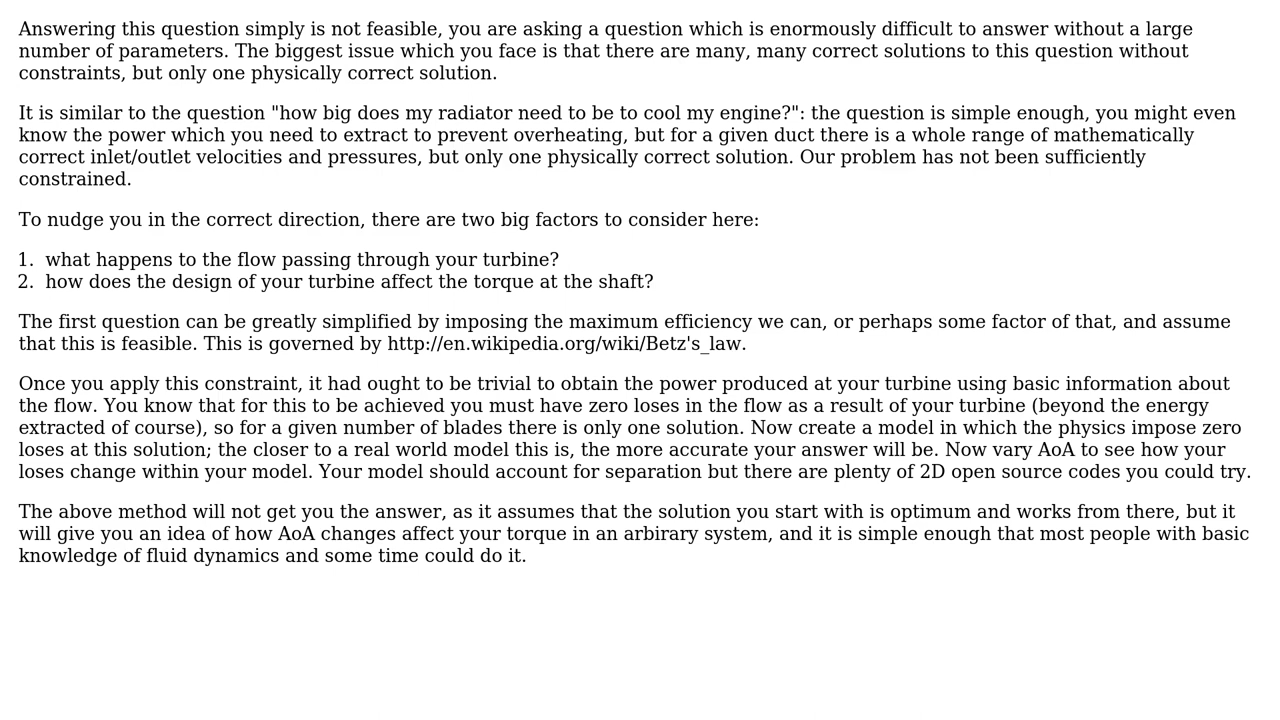 Answering this question simply is not feasible, you are asking a question which is enormously difficult to answer without a large
number of parameters. The biggest issue which you face is that there are many, many correct solutions to this question without
constraints, but only one physically correct solution.
It is similar to the question "how big does my radiator need to be to cool my engine?": the question is simple enough, you might even
know the power which you need to extract to prevent overheating, but for a given duct there is a whole range of mathematically
correct inlet/outlet velocities and pressures, but only one physically correct solution. Our problem has not been sufficiently
constrained.
To nudge you in the correct direction, there are two big factors to consider here:
1. what happens to the flow passing through your turbine?
2. how does the design of your turbine affect the torque at the shaft?
The first question can be greatly simplified by imposing the maximum efficiency we can, or perhaps some factor of that, and assume
that this is feasible. This is governed by http://en.wikipedia.org/wiki/Betz's_law.
Once you apply this constraint, it had ought to be trivial to obtain the power produced at your turbine using basic information about
the flow. You know that for this to be achieved you must have zero loses in the flow as a result of your turbine (beyond the energy
extracted of course), so for a given number of blades there is only one solution. Now create a model in which the physics impose zero
loses at this solution; the closer to a real world model this is, the more accurate your answer will be. Now vary AoA to see how your
loses change within your model. Your model should account for separation but there are plenty of 2D open source codes you could try.
The above method will not get you the answer, as it assumes that the solution you start with is optimum and works from there, but it
will give you an idea of how AoA changes affect your torque in an arbirary system, and it is simple enough that most people with basic
knowledge of fluid dynamics and some time could do it.